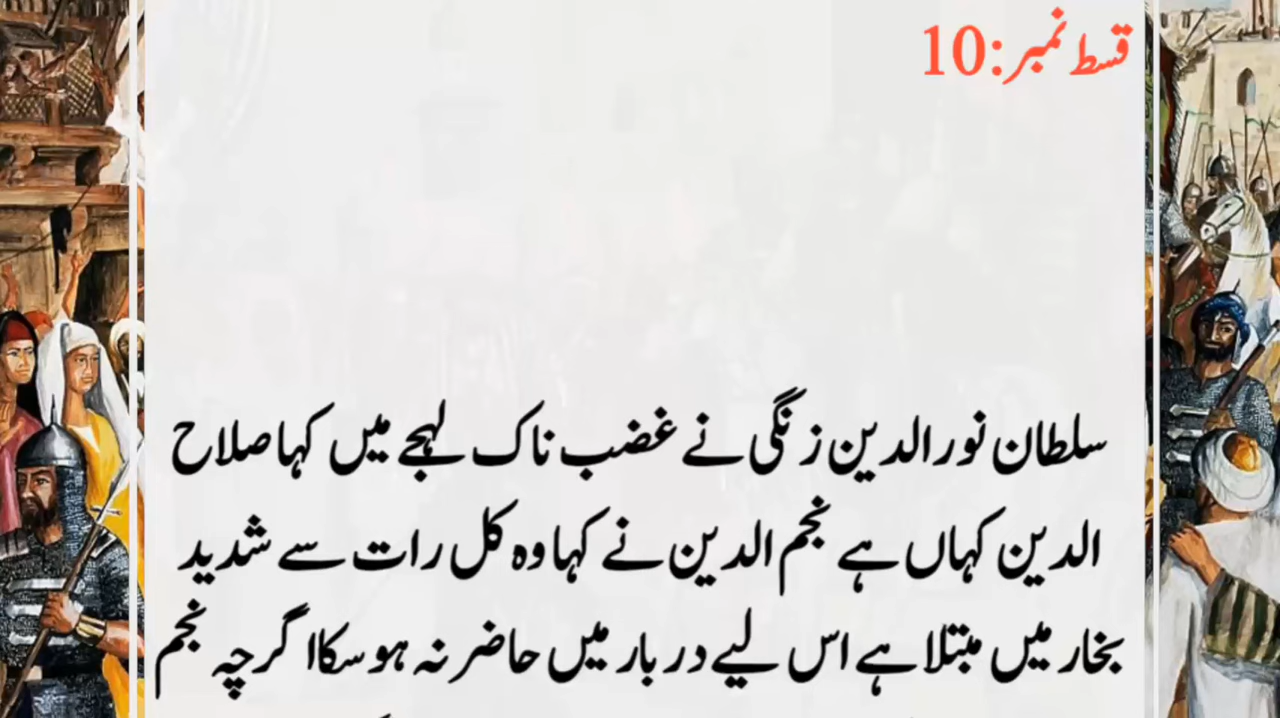 قسط نمبر:10
سلطان نورالدین زنگی نے غضب ناک لہجے میں کہا صلاح
الدین کہاں ہے نجم الدین نے کہا وہ کل رات سے شدید
بخار میں مبتلا ہے اس لیے دربار میں حاضر نہ ہو سکا اگرچہ نجم